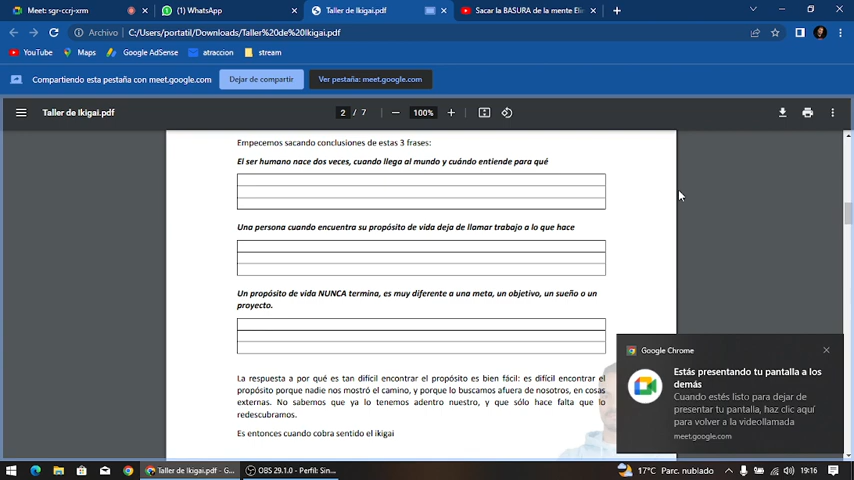 Meet: sgr-ccrj-xrm
(1) WhatsApp
Taller de Ikigai.pdf
Sacar la BASURA de la mente Elim
Archivo
C:/Users/portatil/Downloads/Taller%20de%20Ikigai.pdf
YouTube
Maps
Google AdSense
atraccion
stream
Compartiendo esta pestaña con meet.google.com
Dejar de compartir
Ver pestaña: meet.google.com
Taller de Ikigai.pdf
2 / 7
100%
Empecemos sacando conclusiones de estas 3 frases:
El ser humano nace dos veces, cuando llega al mundo y cuándo entiende para qué
Una persona cuando encuentra su propósito de vida deja de llamar trabajo a lo que hace
Un propósito de vida NUNCA termina, es muy diferente a una meta, un objetivo, un sueño o un
proyecto.
La respuesta a por qué es tan difícil encontrar el propósito es bien fácil: es difícil encontrar el
propósito porque nadie nos mostró el camino, y porque lo buscamos afuera de nosotros, en cosas
externas. No sabemos que ya lo tenemos adentro nuestro, y que sólo hace falta que lo
redescubramos.
Es entonces cuando cobra sentido el ikigai
Google Chrome
Estás presentando tu pantalla a los
demás
Cuando estés listo para dejar de
presentar tu pantalla, haz clic aquí
para volver a la videollamada
meet.google.com
Taller de Ikigai.pdf - G...
OBS 29.1.0 - Perfil: Sin...
17°C Parc. nublado
19:16